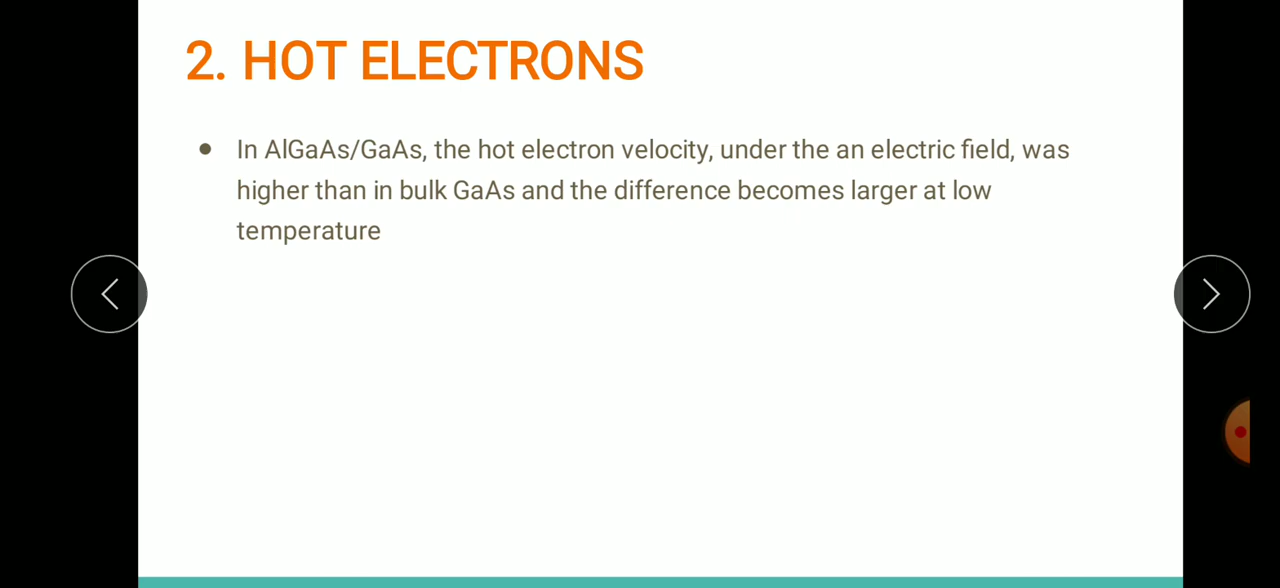 2. HOT ELECTRONS
● In AlGaAs/GaAs, the hot electron velocity, under the an electric field, was
higher than in bulk GaAs and the difference becomes larger at low
temperature